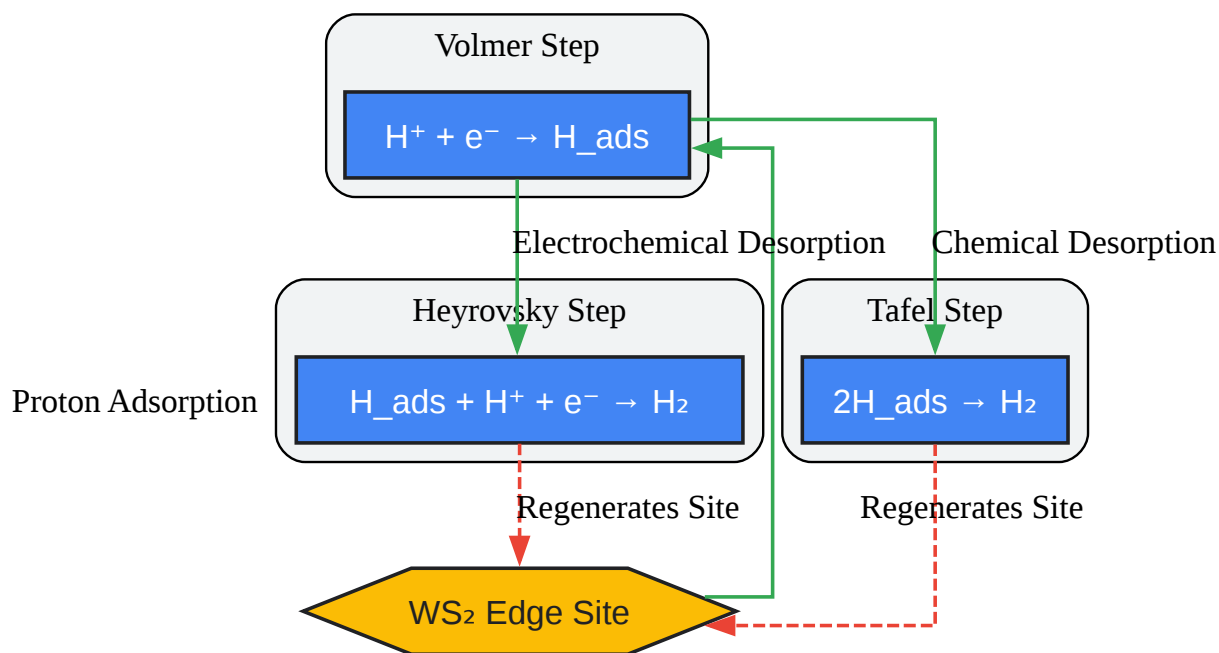 Volmer Step
H⁺ + e⁻ → H_ads
Electrochemical Desorption
Chemical Desorption
Heyrovsky Step
Tafel Step
Proton Adsorption
H_ads + H⁺ + e⁻ → H₂
2H_ads → H₂
Regenerates Site
Regenerates Site
WS₂ Edge Site